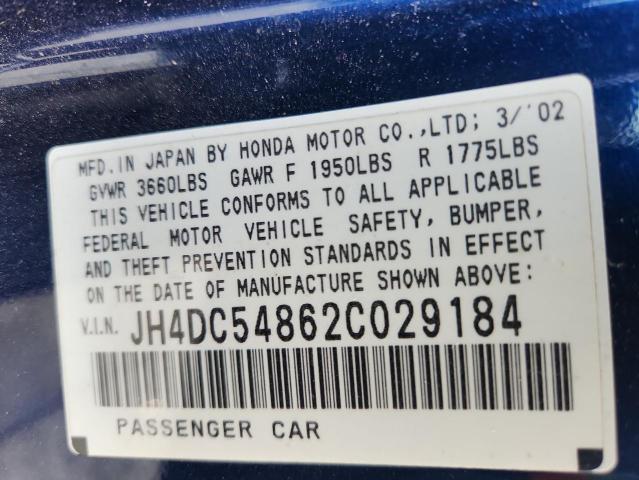 MFD.IN JAPAN BY HONDA MOTOR CO.,LTD; 3/'02
GVWR 3660LBS GAWR F 1950LBS R 1775LBS
THIS VEHICLE CONFORMS TO ALL APPLICABLE
FEDERAL MOTOR VEHICLE SAFETY, BUMPER,
AND THEFT PREVENTION STANDARDS IN EFFECT
ON THE DATE OF MANUFACTURE SHOWN ABOVE:
V.I.N. JH4DC54862C029184
PASSENGER CAR